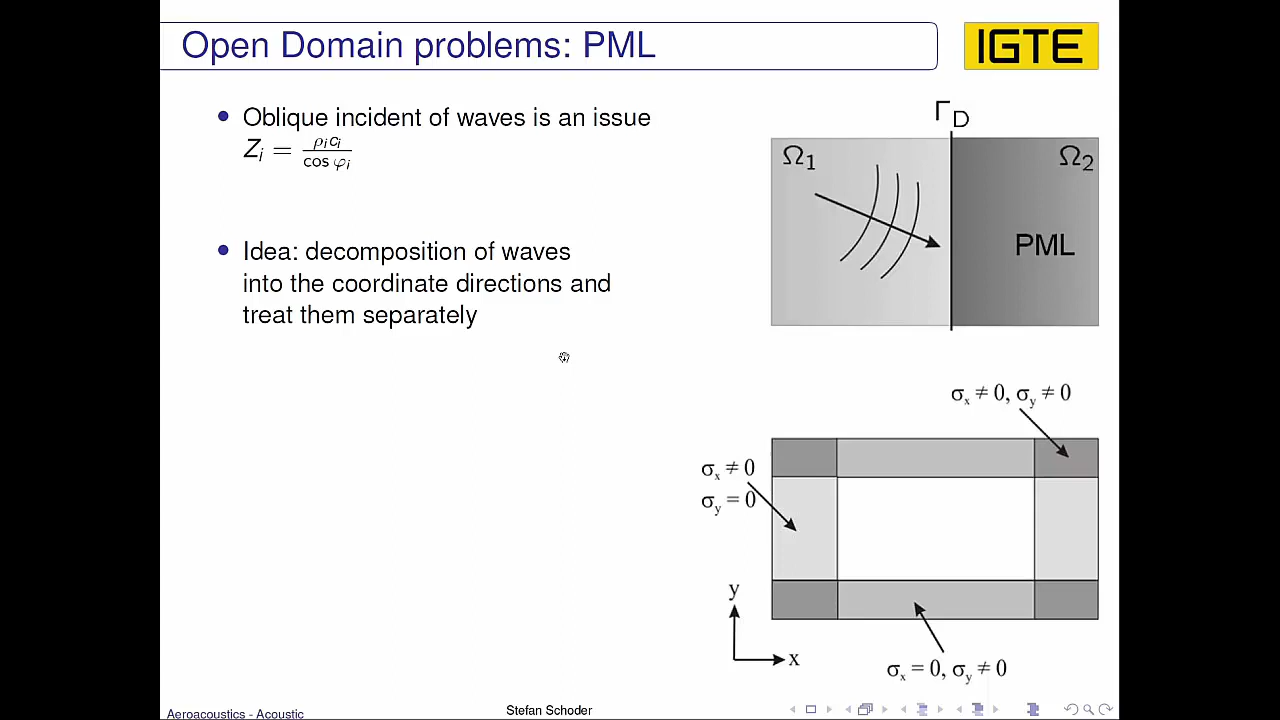 Open Domain problems: PML
IGTE
• Oblique incident of waves is an issue
Z_i = ρ_i c_i / cos φ_i
• Idea: decomposition of waves
into the coordinate directions and
treat them separately
Γ_D
Ω_1
Ω_2
PML
σ_x ≠ 0, σ_y ≠ 0
σ_x ≠ 0
σ_y = 0
y
x
σ_x = 0, σ_y ≠ 0
Aeroacoustics - Acoustic
Stefan Schoder